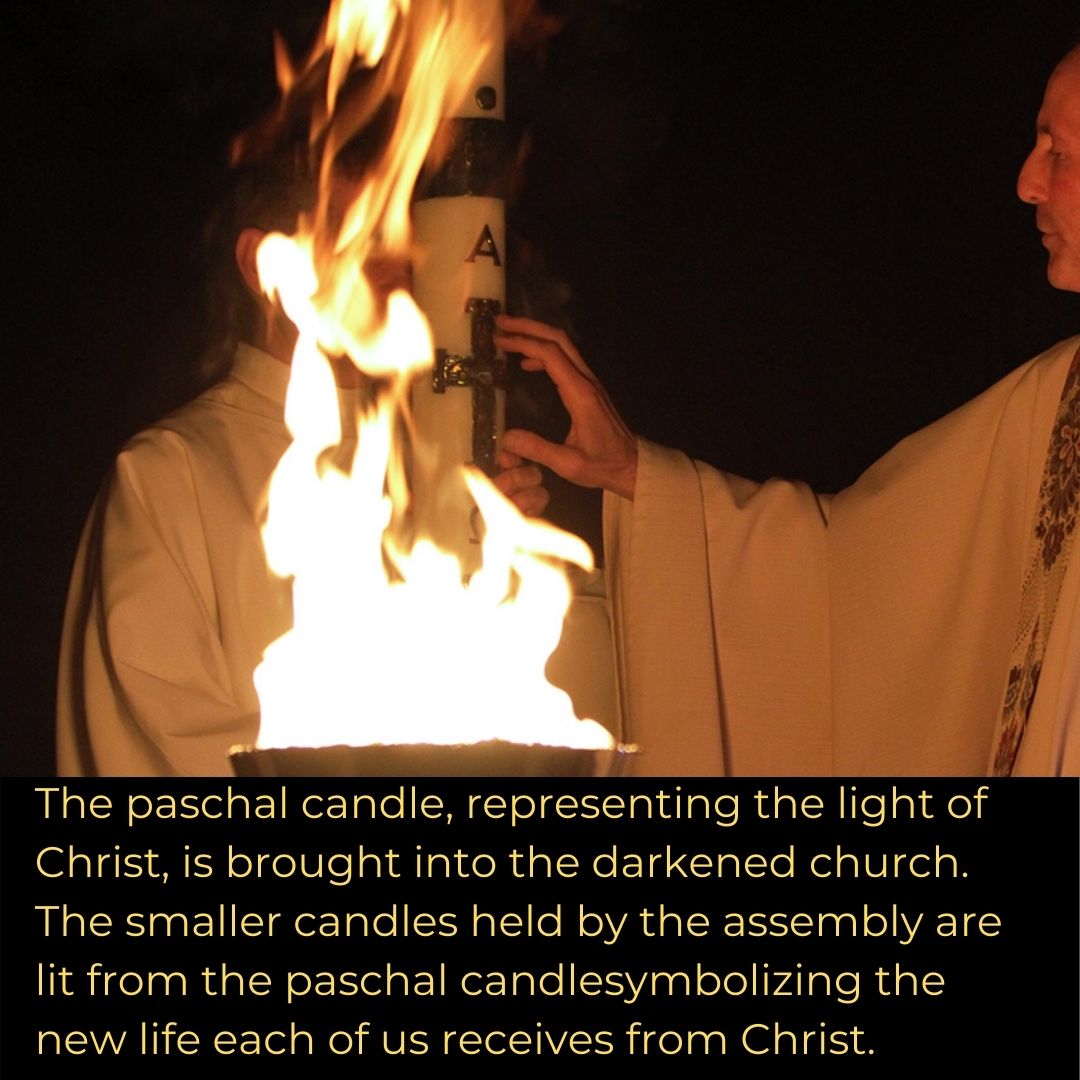 A
The paschal candle, representing the light of
Christ, is brought into the darkened church.
The smaller candles held by the assembly are
lit from the paschal candlesymbolizing the
new life each of us receives from Christ.